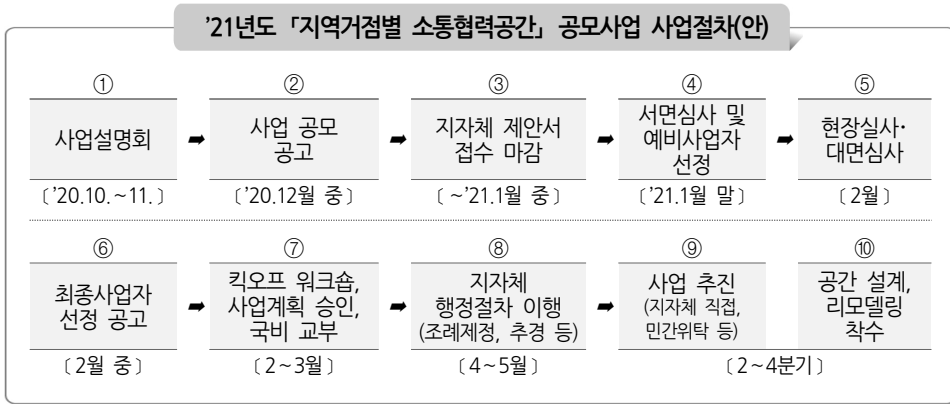 ’21년도 「지역거점별 소통협력공간」 공모사업 사업절차(안)
① ② ③ ④ ⑤
사업설명회
➡
사업 공모
공고
➡
지자체 제안서
접수 마감
➡
서면심사 및
예비사업자
선정
➡
현장실사·
대면심사
〔’20.10.~11.〕 〔’20.12월 중〕 〔~’21.1월 중〕 〔’21.1월 말〕 〔2월〕
⑥ ⑦ ⑧ ⑨ ⑩
최종사업자
선정 공고
➡
킥오프 워크숍,
사업계획 승인,
국비 교부
➡
지자체
행정절차 이행
(조례제정, 추경 등)
➡
사업 추진
(지자체 직접,
민간위탁 등)
공간 설계,
리모델링
착수
〔2월 중〕 〔2~3월〕 〔4~5월〕 〔2~4분기〕